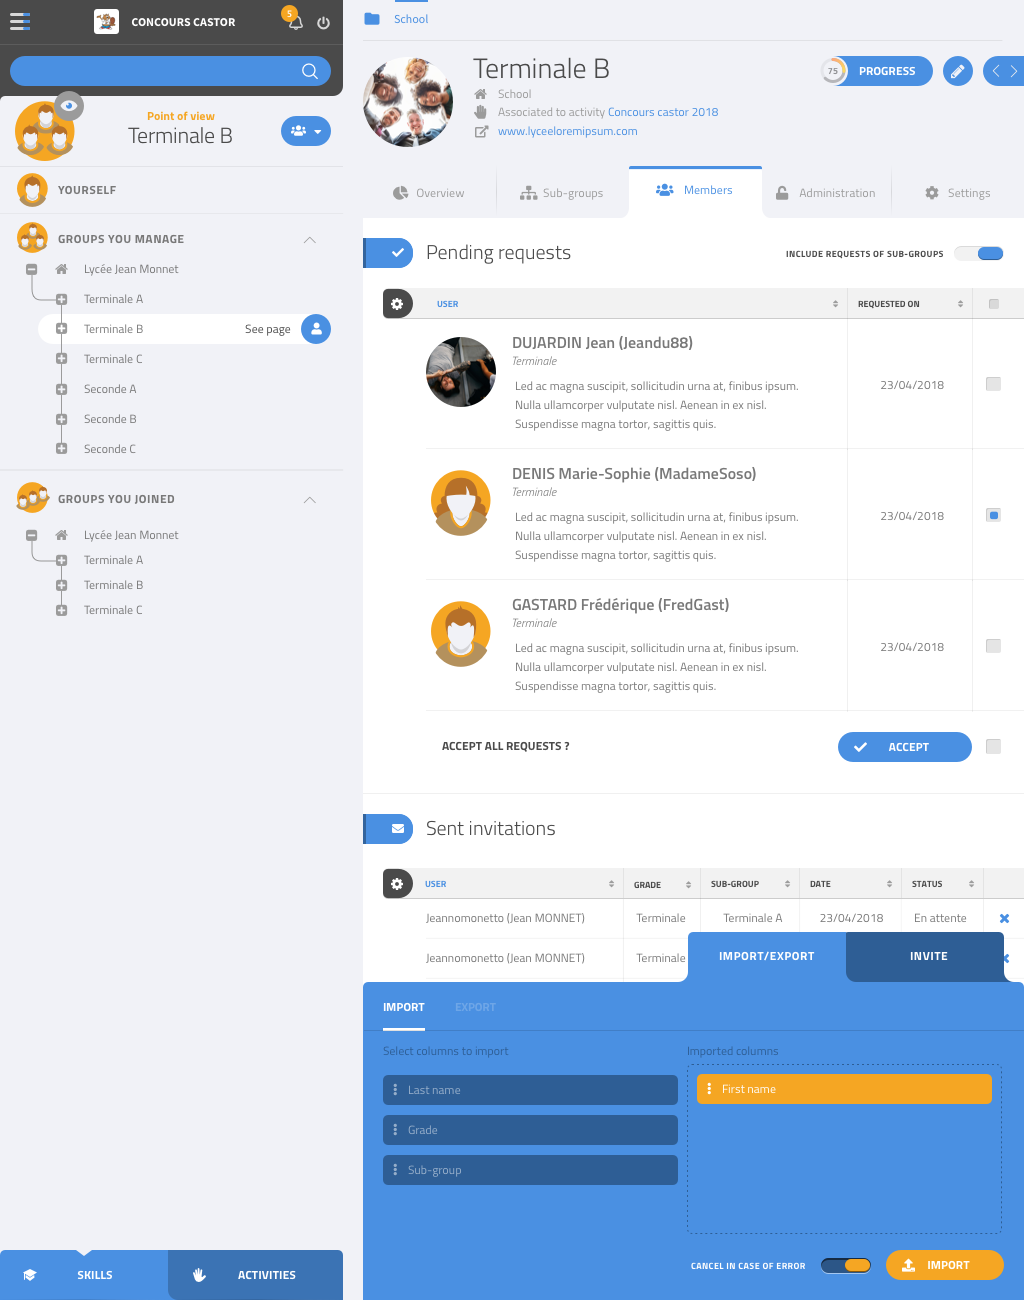 CONCOURS CASTOR
5
Point of view
Terminale B
YOURSELF
GROUPS YOU MANAGE
Lycée Jean Monnet
Terminale A
Terminale B
See page
Terminale C
Seconde A
Seconde B
Seconde C
GROUPS YOU JOINED
Lycée Jean Monnet
Terminale A
Terminale B
Terminale C
SKILLS
ACTIVITIES
School
Terminale B
School
Associated to activity Concours castor 2018
www.lyceeloremipsum.com
75
PROGRESS
Overview
Sub-groups
Members
Administration
Settings
Pending requests
INCLUDE REQUESTS OF SUB-GROUPS
USER
REQUESTED ON
DUJARDIN Jean (Jeandu88)
Terminale
Led ac magna suscipit, sollicitudin urna at, finibus ipsum.
Nulla ullamcorper vulputate nisl. Aenean in ex nisl.
Suspendisse magna tortor, sagittis quis.
23/04/2018
DENIS Marie-Sophie (MadameSoso)
Terminale
Led ac magna suscipit, sollicitudin urna at, finibus ipsum.
Nulla ullamcorper vulputate nisl. Aenean in ex nisl.
Suspendisse magna tortor, sagittis quis.
23/04/2018
GASTARD Frédérique (FredGast)
Terminale
Led ac magna suscipit, sollicitudin urna at, finibus ipsum.
Nulla ullamcorper vulputate nisl. Aenean in ex nisl.
Suspendisse magna tortor, sagittis quis.
23/04/2018
ACCEPT ALL REQUESTS ?
ACCEPT
Sent invitations
USER
GRADE
SUB-GROUP
DATE
STATUS
Jeannomonetto (Jean MONNET)
Terminale
Terminale A
23/04/2018
En attente
Jeannomonetto (Jean MONNET)
Terminale
IMPORT/EXPORT
INVITE
IMPORT
EXPORT
Select columns to import
Imported columns
Last name
Grade
Sub-group
First name
CANCEL IN CASE OF ERROR
IMPORT